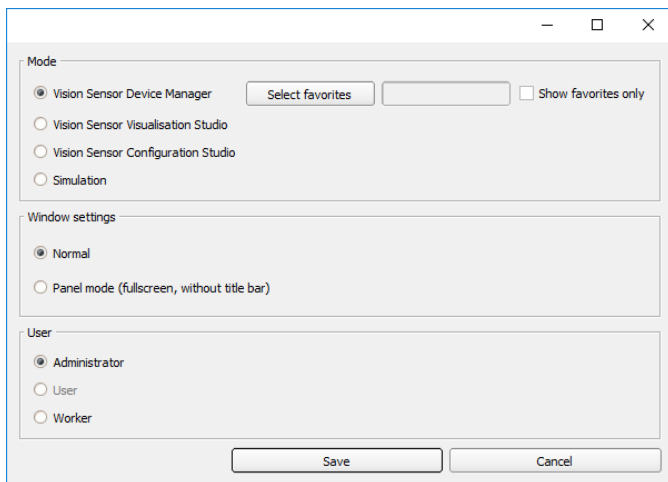 Mode
Vision Sensor Device Manager Select favorites Show favorites only
Vision Sensor Visualisation Studio
Vision Sensor Configuration Studio
Simulation
Window settings
Normal
Panel mode (fullscreen, without title bar)
User
Administrator
User
Worker
Save Cancel